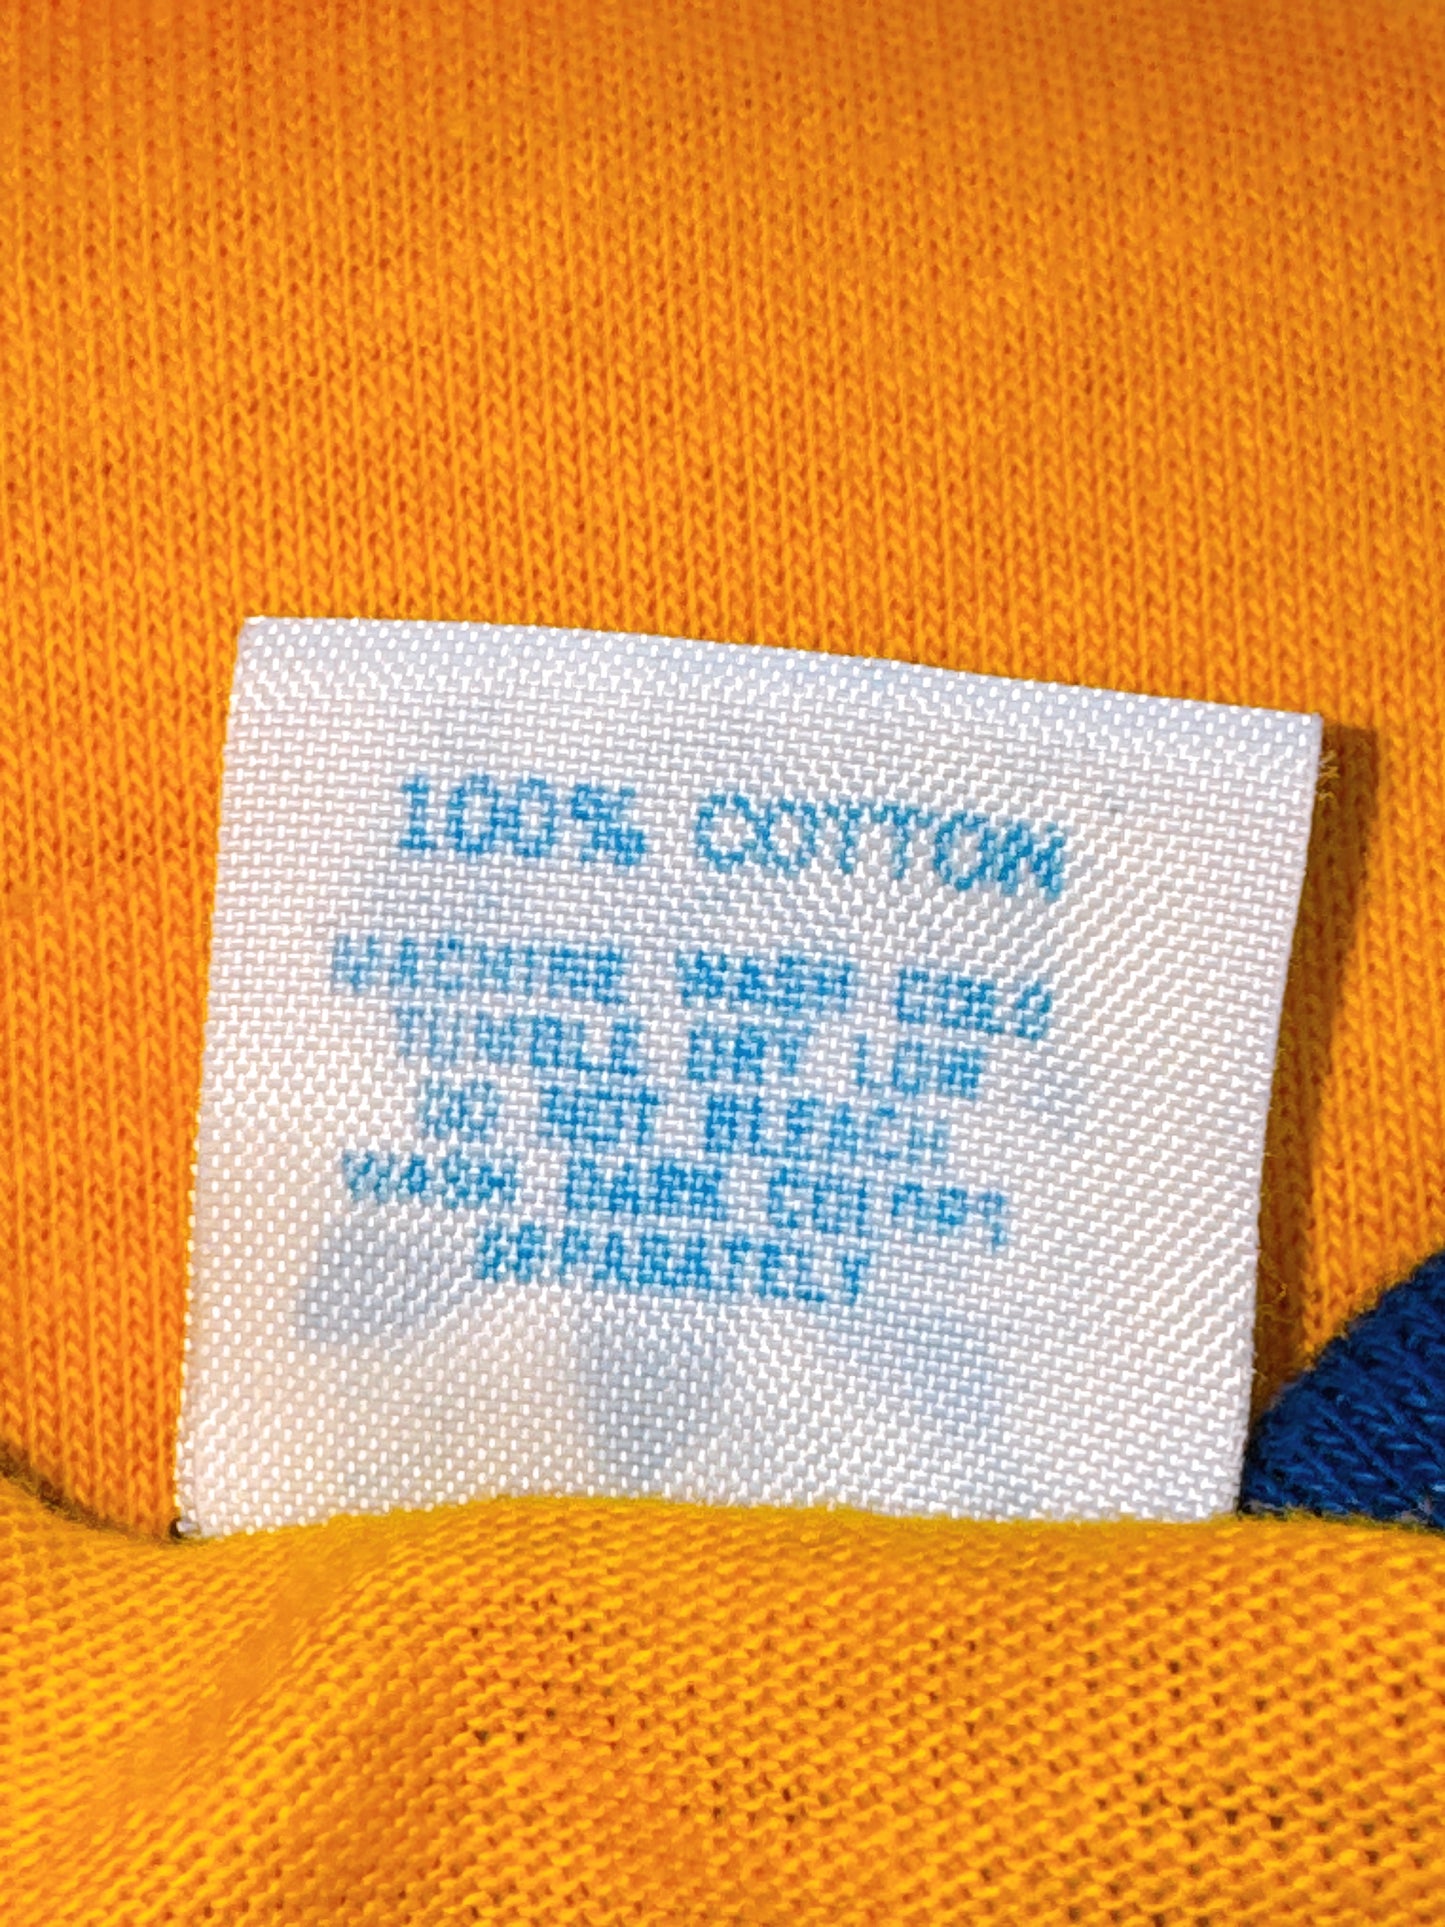 100% COTTON
MACHINE WASH COLD
TUMBLE DRY LOW
DO NOT BLEACH
WASH DARK COLORS
SEPARATELY